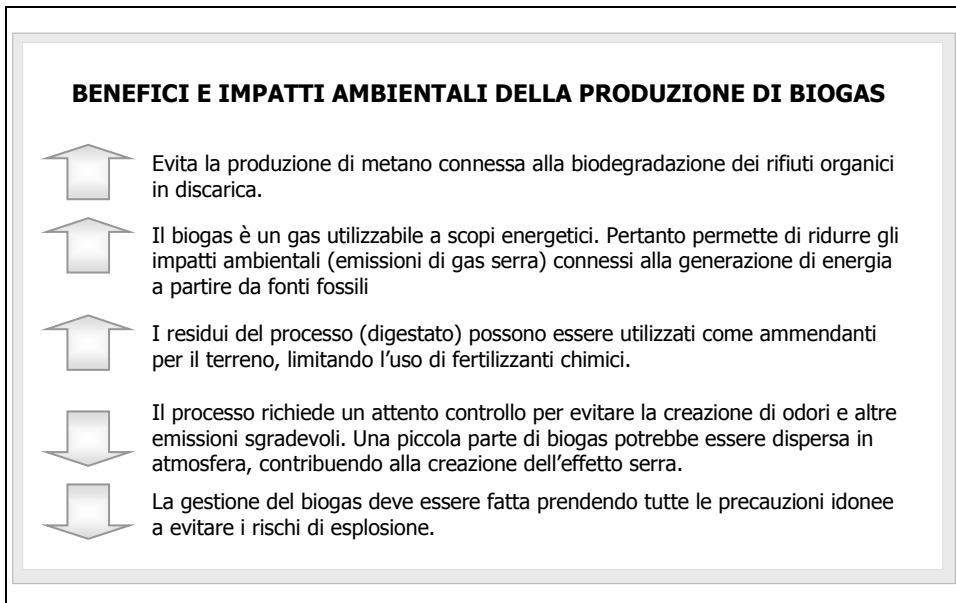 BENEFICI E IMPATTI AMBIENTALI DELLA PRODUZIONE DI BIOGAS
Evita la produzione di metano connessa alla biodegradazione dei rifiuti organici
in discarica.
Il biogas è un gas utilizzabile a scopi energetici. Pertanto permette di ridurre gli
impatti ambientali (emissioni di gas serra) connessi alla generazione di energia
a partire da fonti fossili
I residui del processo (digestato) possono essere utilizzati come ammendanti
per il terreno, limitando l’uso di fertilizzanti chimici.
Il processo richiede un attento controllo per evitare la creazione di odori e altre
emissioni sgradevoli. Una piccola parte di biogas potrebbe essere dispersa in
atmosfera, contribuendo alla creazione dell’effetto serra.
La gestione del biogas deve essere fatta prendendo tutte le precauzioni idonee
a evitare i rischi di esplosione.